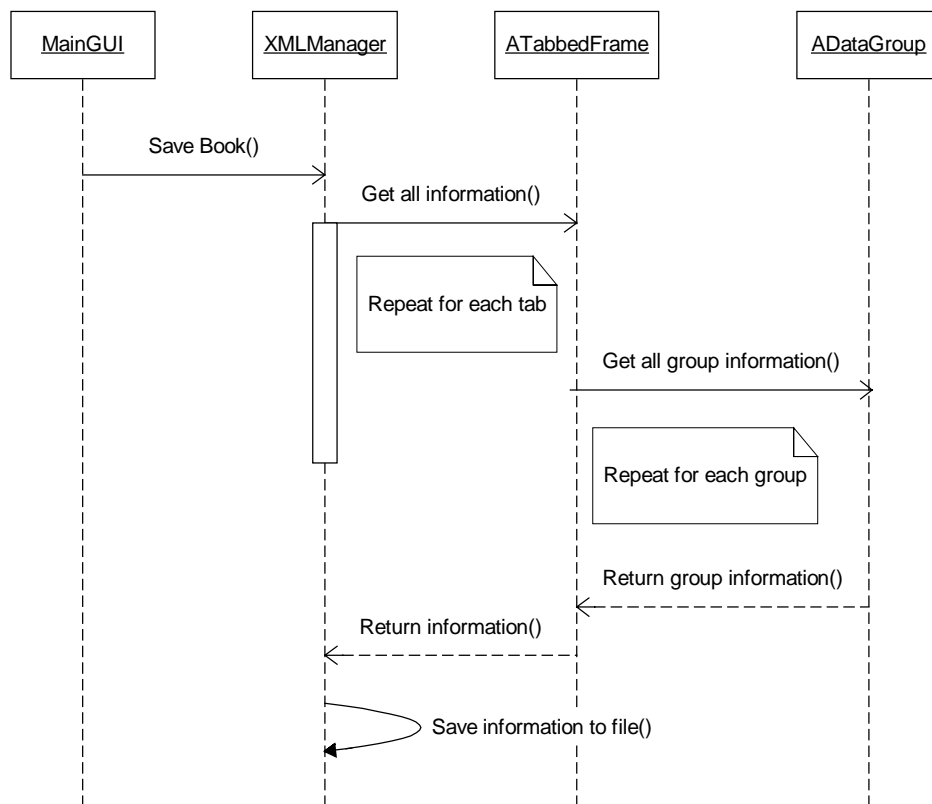 MainGUI
XMLManager
ATabbedFrame
ADataGroup
Save Book()
Get all information()
Repeat for each tab
Get all group information()
Repeat for each group
Return group information()
Return information()
Save information to file()